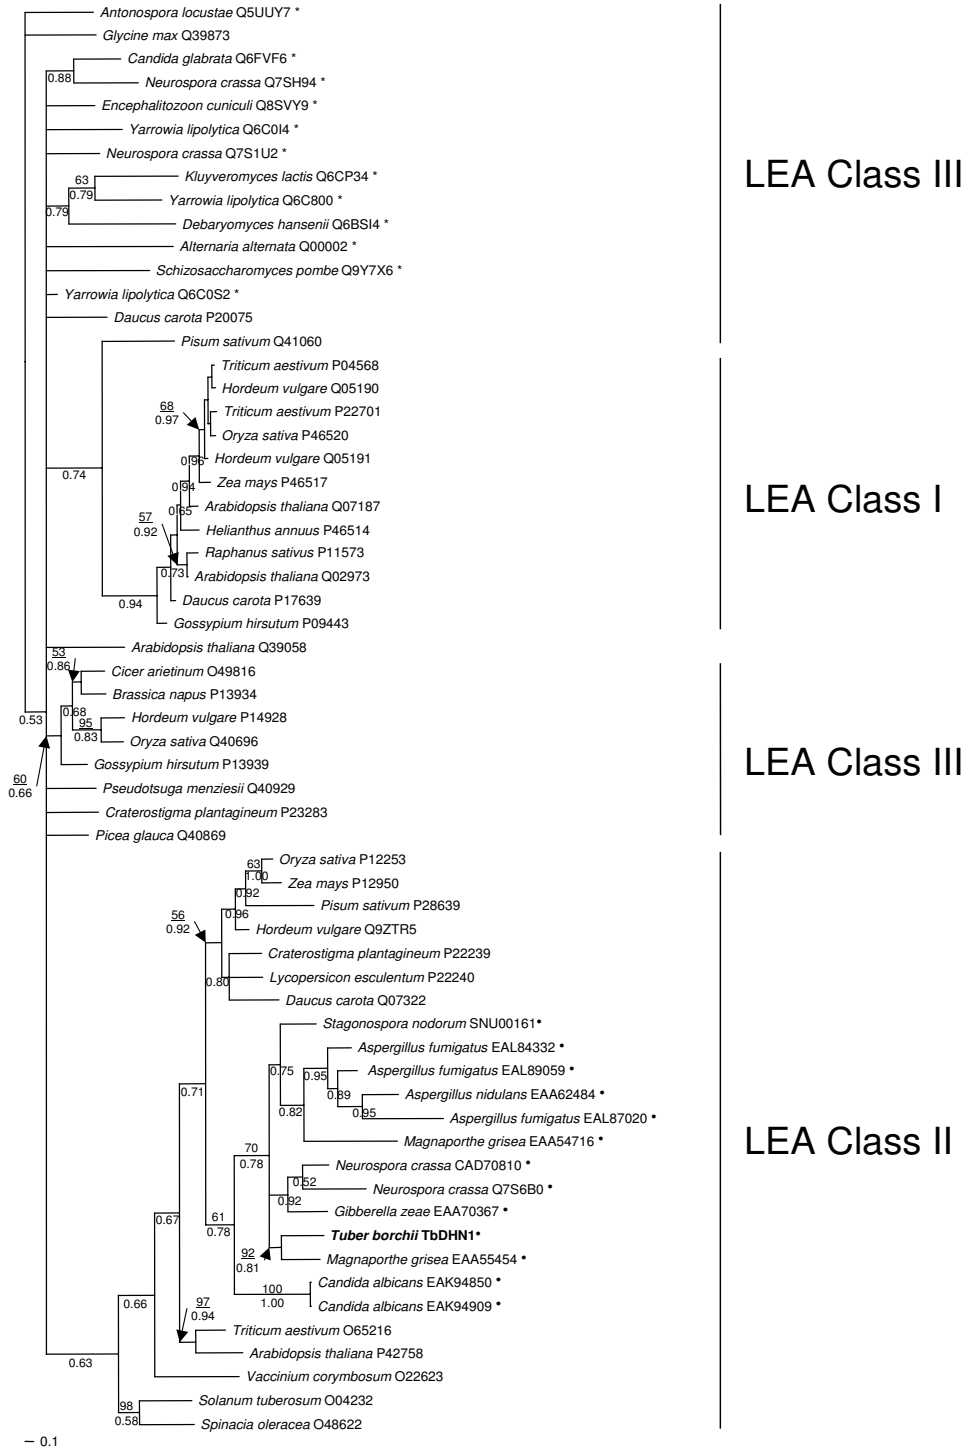 Antonospora locustae Q5UUY7 *
Glycine max Q39873
Candida glabrata Q6FVF6 *
0.88
Neurospora crassa Q7SH94 *
Encephalitozoon cuniculi Q8SVY9 *
Yarrowia lipolytica Q6C0I4 *
Neurospora crassa Q7S1U2 *
Kluyveromyces lactis Q6CP34 *
63
0.79
LEA Class III
Yarrowia lipolytica Q6C800 *
0.79
Debaryomyces hansenii Q6BSI4 *
Alternaria alternata Q00002 *
Schizosaccharomyces pombe Q9Y7X6 *
Yarrowia lipolytica Q6C0S2 *
Daucus carota P20075
Pisum sativum Q41060
Triticum aestivum P04568
Hordeum vulgare Q05190
68
0.97
Triticum aestivum P22701
Oryza sativa P46520
Hordeum vulgare Q05191
0.96
0.74
Zea mays P46517
0.94
LEA Class I
Arabidopsis thaliana Q07187
0.65
57
0.92
Helianthus annuus P46514
Raphanus sativus P11573
0.73
Arabidopsis thaliana Q02973
Daucus carota P17639
0.94
Gossypium hirsutum P09443
Arabidopsis thaliana Q39058
53
0.86
Cicer arietinum O49816
Brassica napus P13934
0.68
Hordeum vulgare P14928
0.53
95
0.83
Oryza sativa Q40696
Gossypium hirsutum P13939
LEA Class III
60
0.66
Pseudotsuga menziesii Q40929
Craterostigma plantagineum P23283
Picea glauca Q40869
Oryza sativa P12253
63
1.00
Zea mays P12950
0.92
Pisum sativum P28639
0.96
56
0.92
Hordeum vulgare Q9ZTR5
Craterostigma plantagineum P22239
Lycopersicon esculentum P22240
0.80
Daucus carota Q07322
Stagonospora nodorum SNU00161•
Aspergillus fumigatus EAL84332 •
0.75
0.95
Aspergillus fumigatus EAL89059 •
0.71
0.89
Aspergillus nidulans EAA62484 •
0.82
0.95
Aspergillus fumigatus EAL87020 •
Magnaporthe grisea EAA54716 •
LEA Class II
70
0.78
Neurospora crassa CAD70810 •
0.52
Neurospora crassa Q7S6B0 •
0.92
Gibberella zeae EAA70367 •
0.67
61
0.78
Tuber borchii TbDHN1•
92
0.81
Magnaporthe grisea EAA55454 •
Candida albicans EAK94850 •
100
1.00
0.66
Candida albicans EAK94909 •
97
0.94
Triticum aestivum O65216
Arabidopsis thaliana P42758
0.63
Vaccinium corymbosum O22623
Solanum tuberosum O04232
98
0.58
Spinacia oleracea O48622
0.1